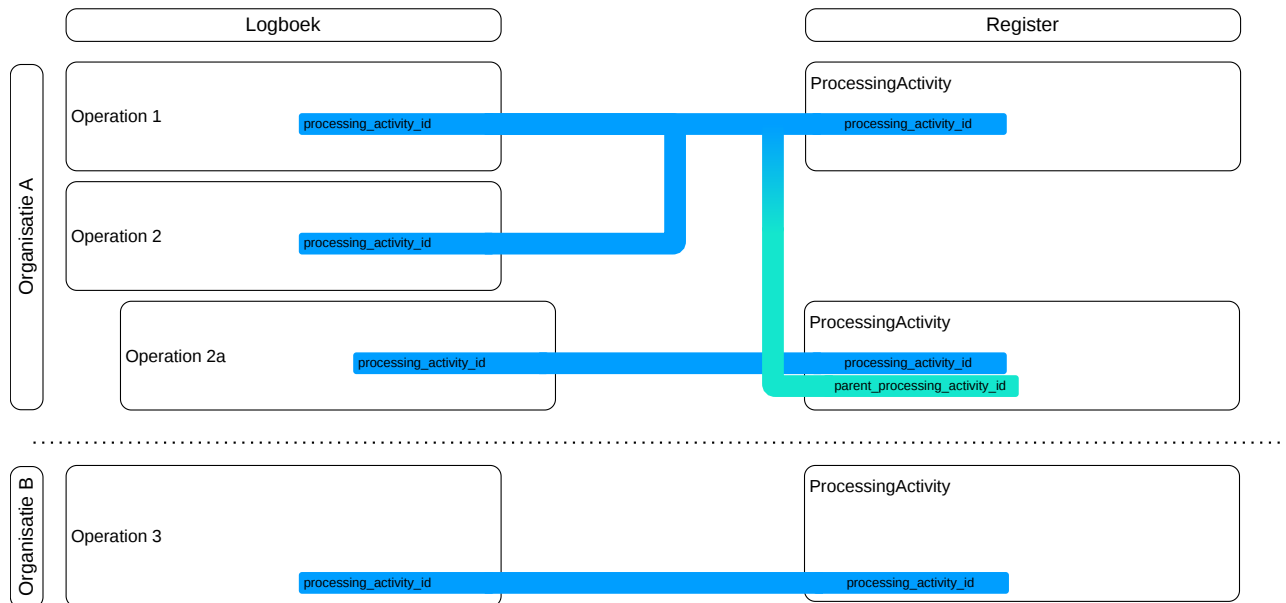 Logboek
Register
Organisatie A
Operation 1
processing_activity_id
ProcessingActivity
processing_activity_id
Operation 2
processing_activity_id
Operation 2a
processing_activity_id
ProcessingActivity
processing_activity_id
parent_processing_activity_id
Organisatie B
Operation 3
processing_activity_id
ProcessingActivity
processing_activity_id